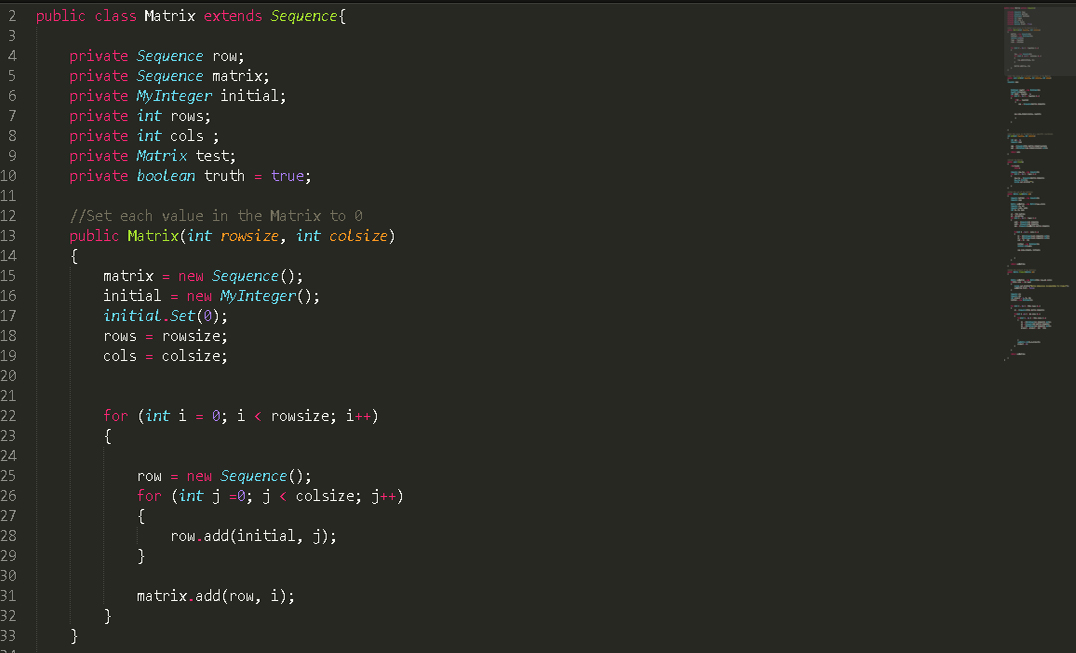 2 public class Matrix extends Sequence{
3
4 private Sequence row;
5 private Sequence matrix;
6 private MyInteger initial;
7 private int rows;
8 private int cols ;
9 private Matrix test;
10 private boolean truth = true;
11
12 //Set each value in the Matrix to 0
13 public Matrix(int rowsize, int colsize)
14 {
15 matrix = new Sequence();
16 initial = new MyInteger();
17 initial.Set(0);
18 rows = rowsize;
19 cols = colsize;
20
21
22 for (int i = 0; i < rowsize; i++)
23 {
24
25 row = new Sequence();
26 for (int j =0; j < colsize; j++)
27 {
28 row.add(initial, j);
29 }
30
31 matrix.add(row, i);
32 }
33 }